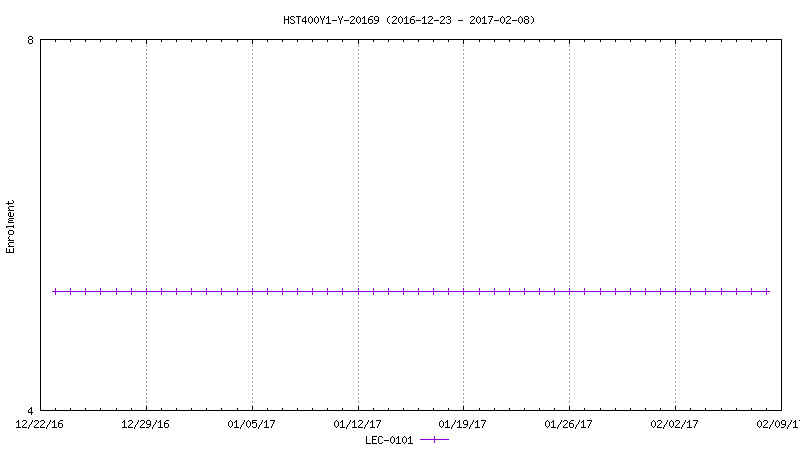 HST400Y1-Y-20169 (2016-12-23 - 2017-02-08)
8
Enrolment
4
12/22/16 12/29/16 01/05/17 01/12/17 01/19/17 01/26/17 02/02/17 02/09/1
LEC-0101